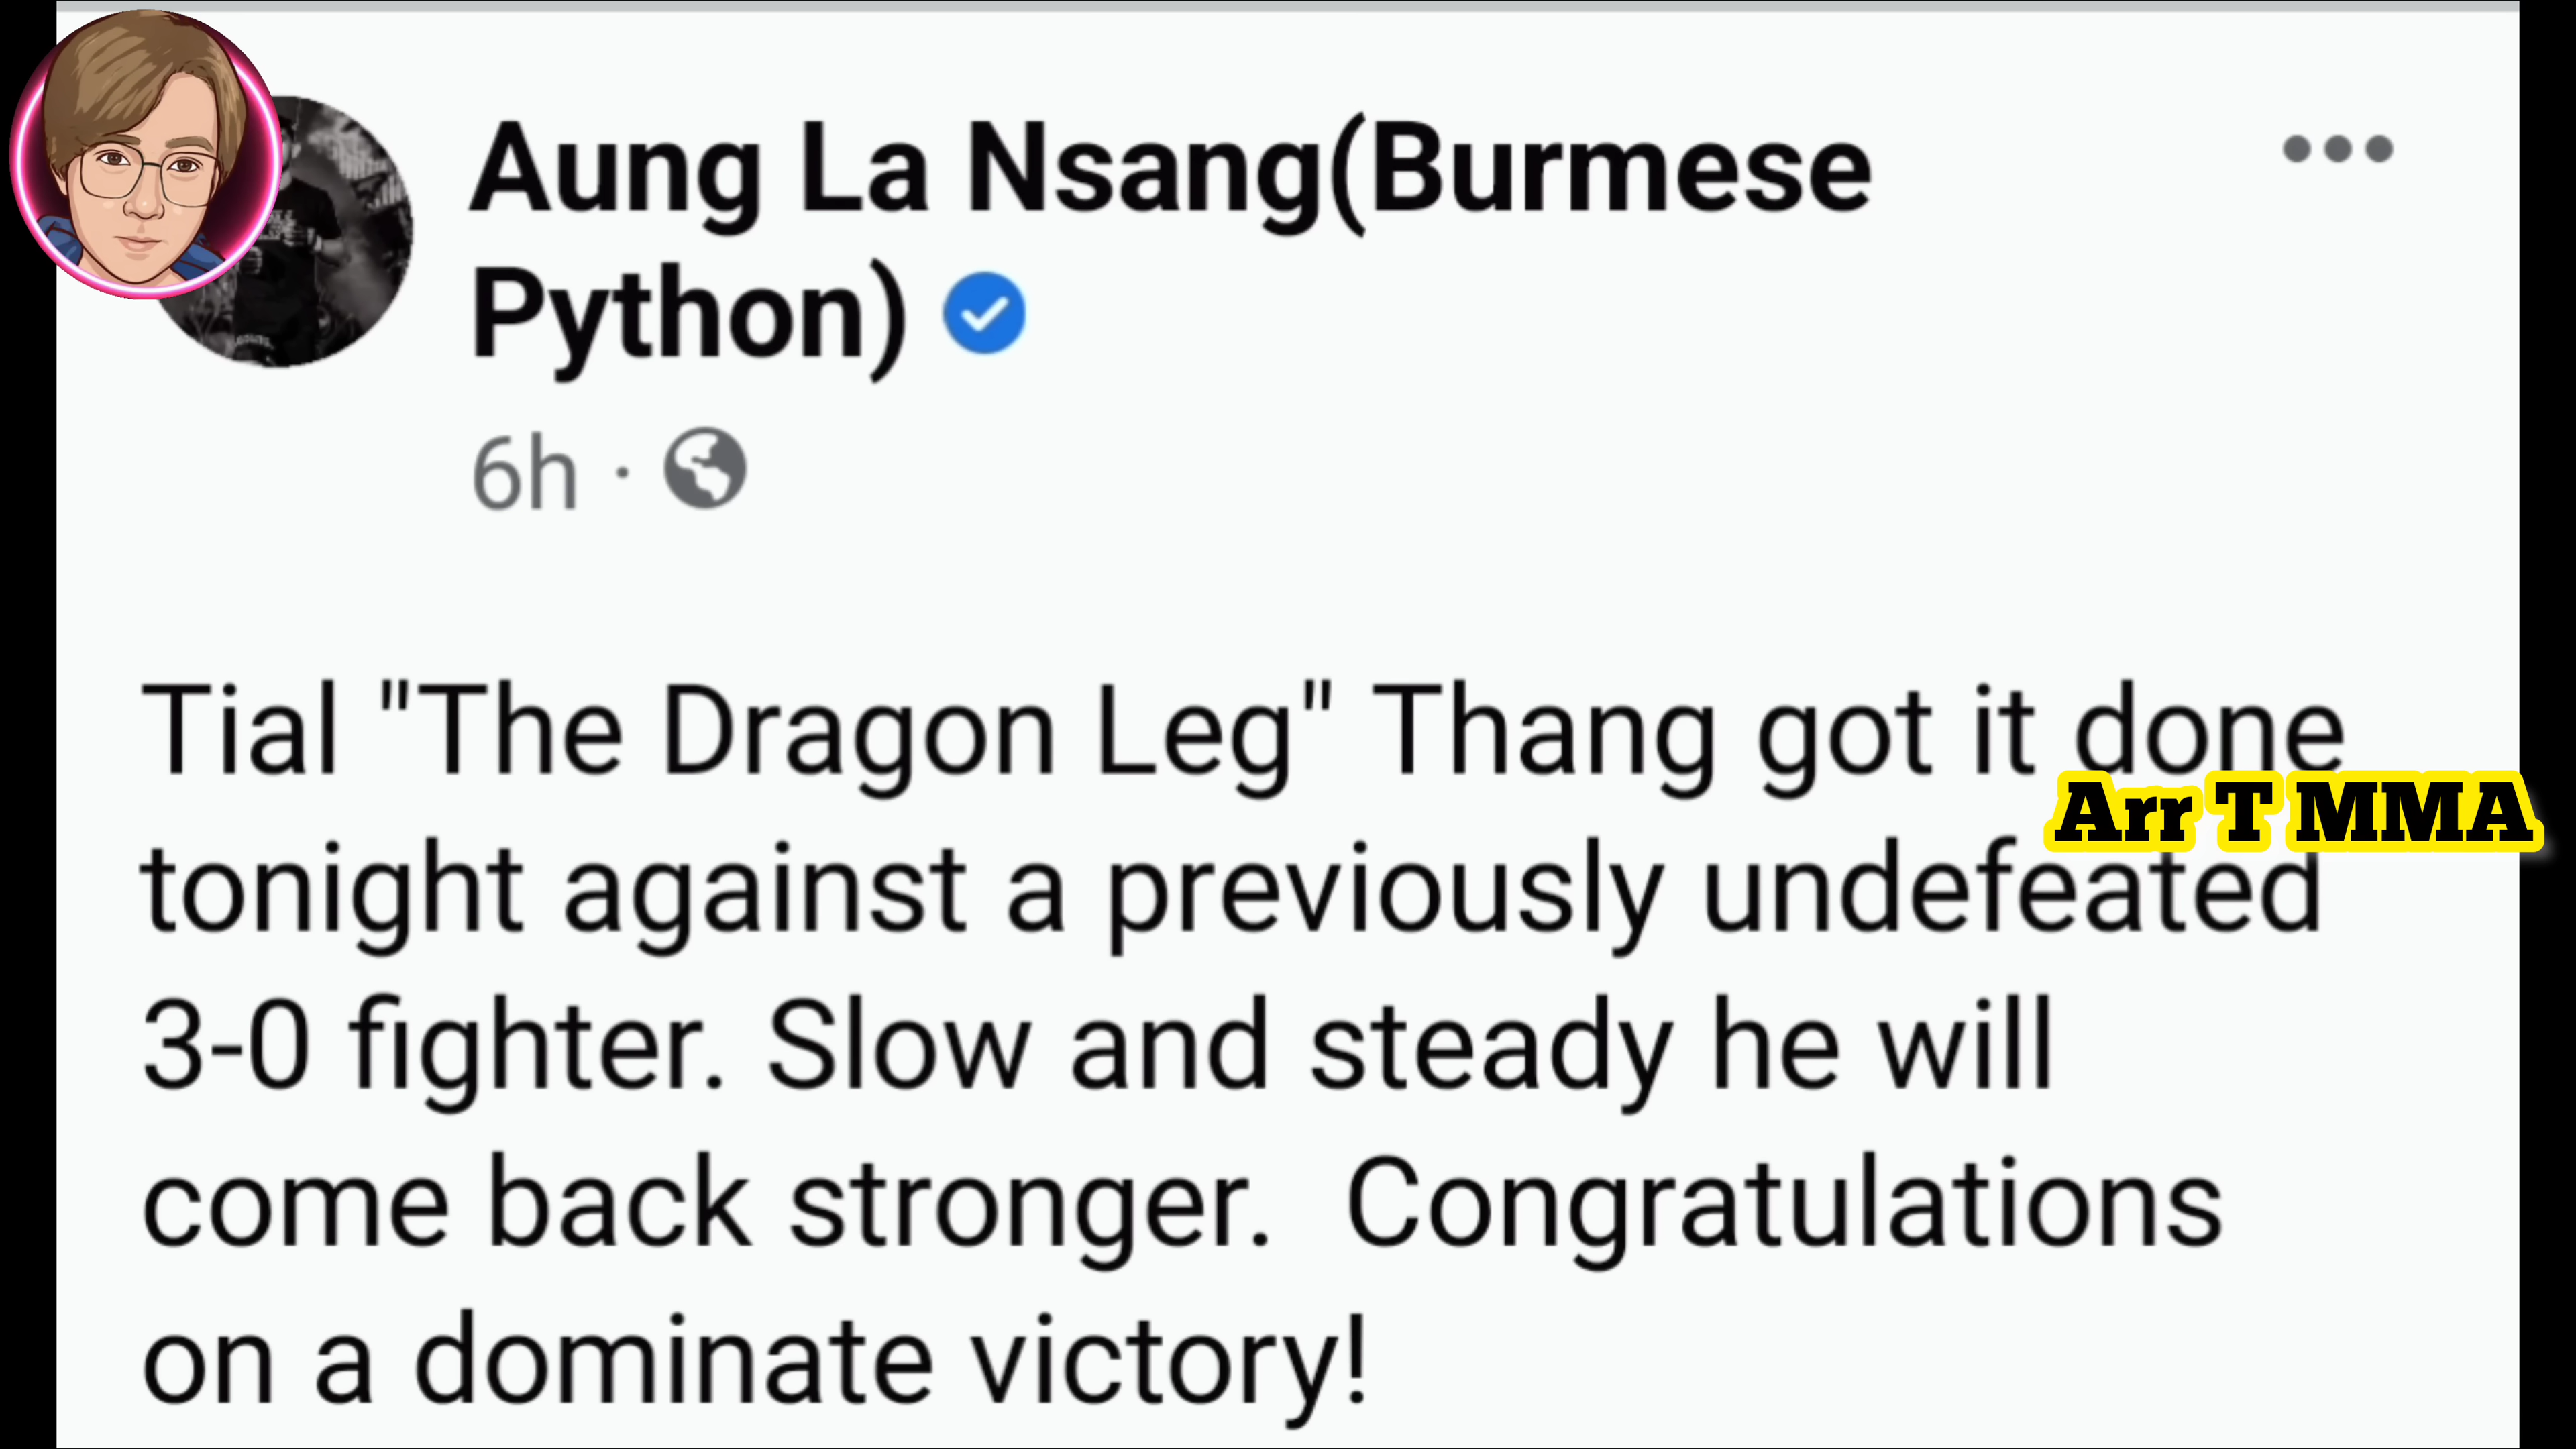 Aung La Nsang(Burmese
Python)
6h ·
Tial "The Dragon Leg" Thang got it done
Arr T MMA
tonight against a previously undefeated
3-0 fighter. Slow and steady he will
come back stronger.  Congratulations
on a dominate victory!